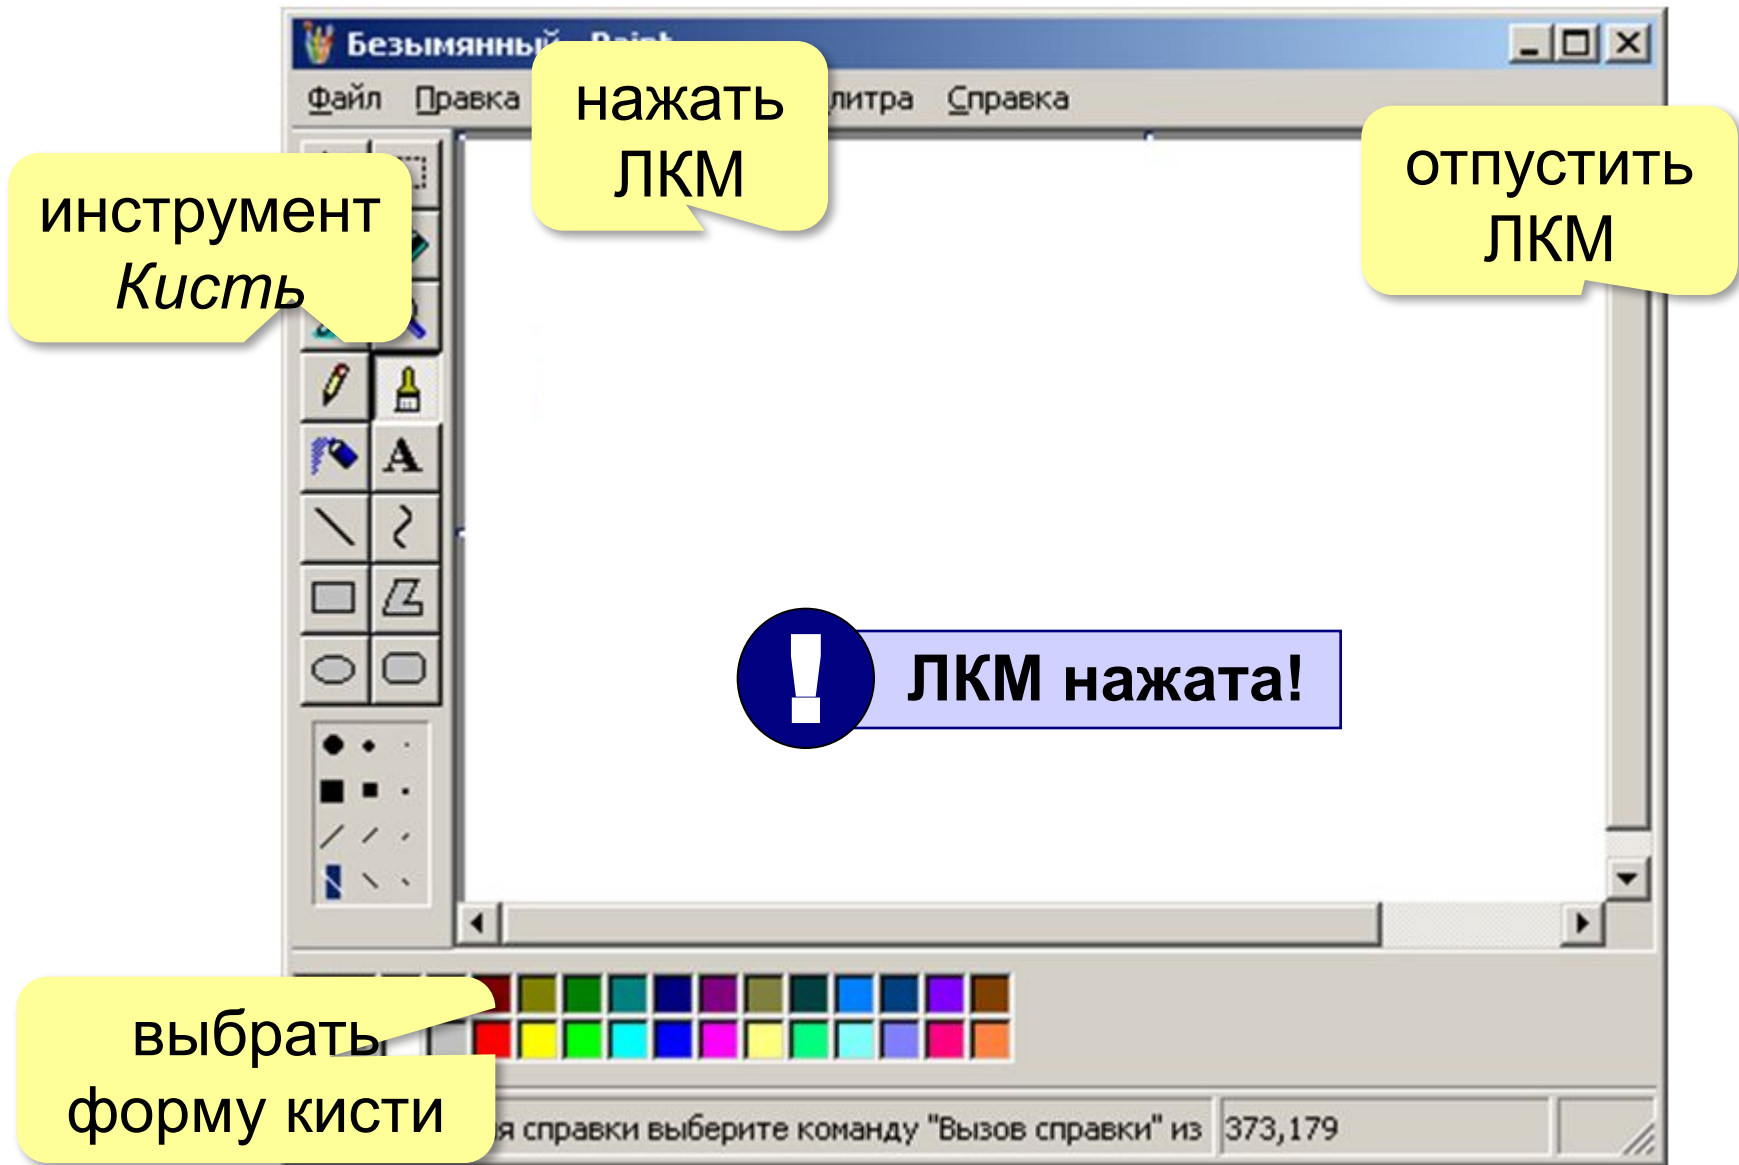 Безымянный - Paint
Файл Правка литра Справка
нажать
ЛКМ
отпустить
ЛКМ
инструмент
Кисть
A
! ЛКМ нажата!
выбрать
форму кисти
я справки выберите команду "Вызов справки" из 373,179